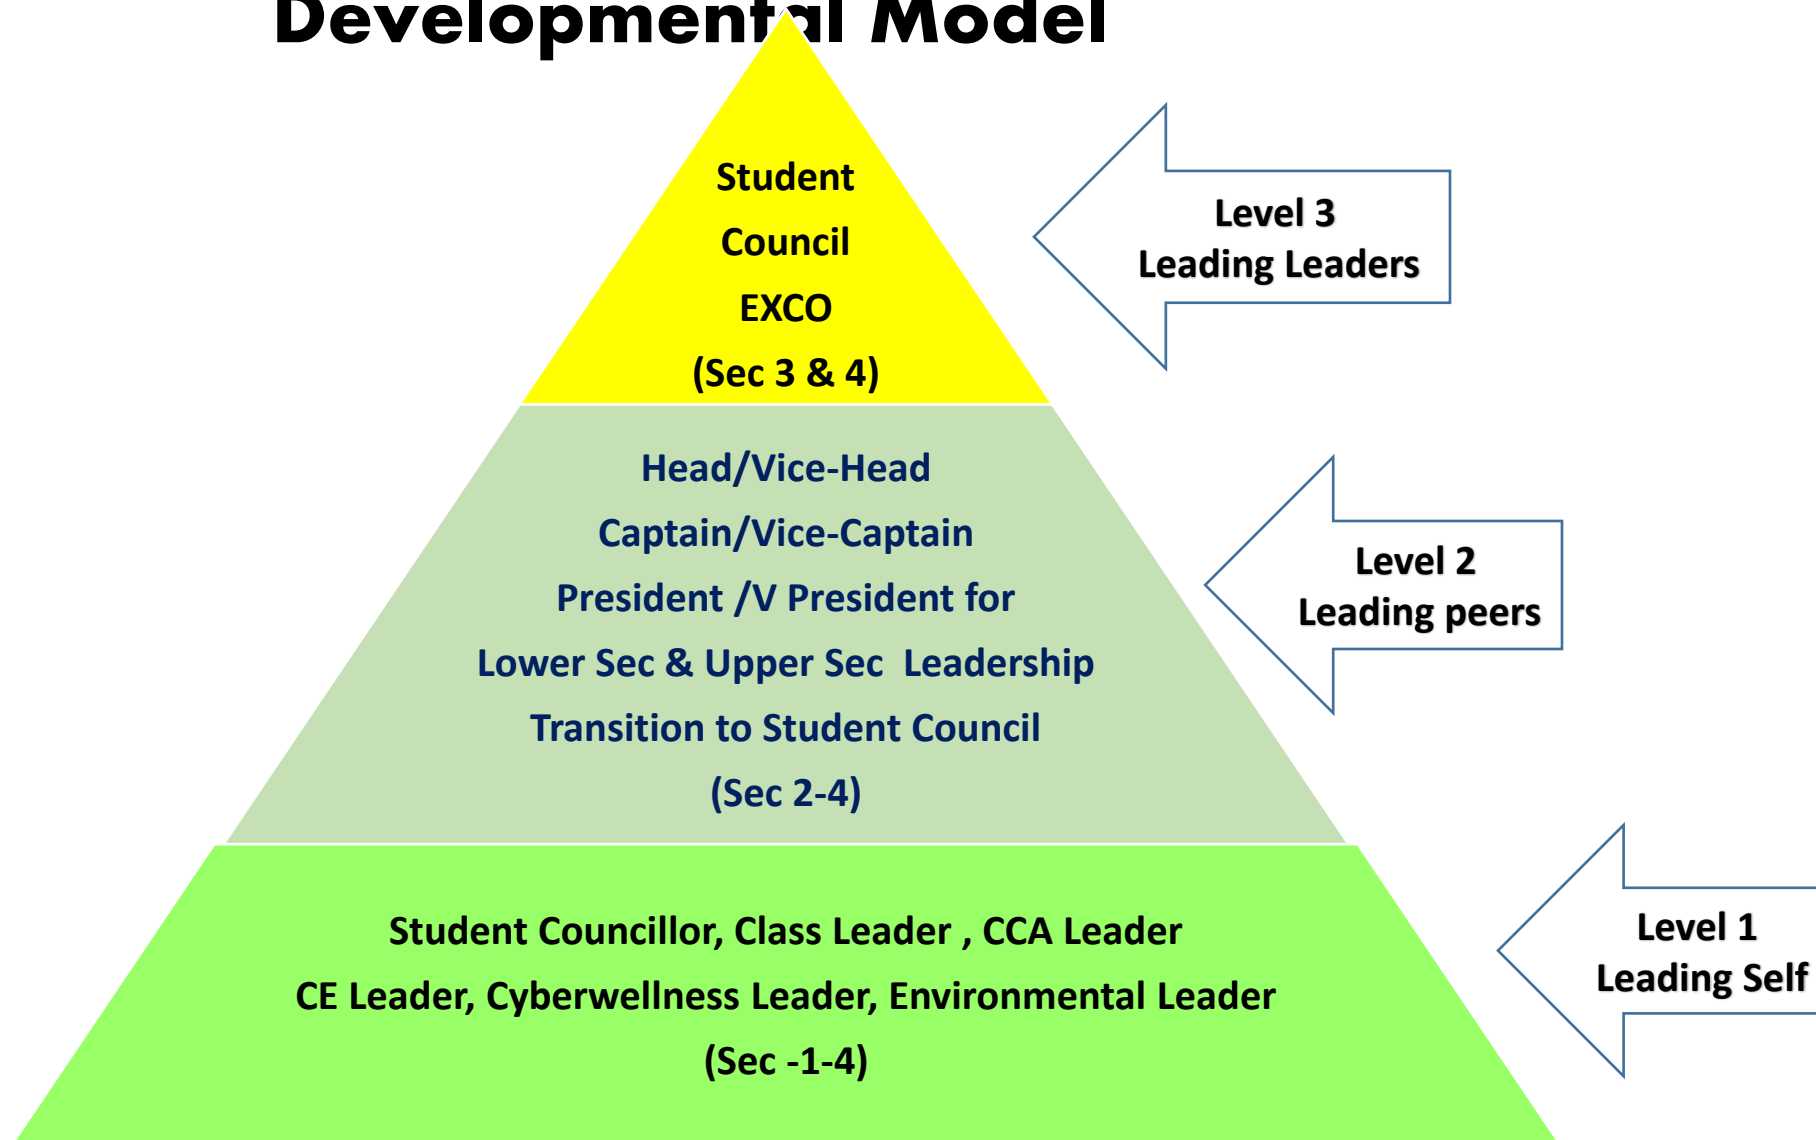 Developmental Model
Student
Council
EXCO
(Sec 3 & 4)
Level 3
Leading Leaders
Head/Vice-Head
Captain/Vice-Captain
President /V President for
Lower Sec & Upper Sec  Leadership
Transition to Student Council
(Sec 2-4)
Level 2
Leading peers
Student Councillor, Class Leader , CCA Leader
CE Leader, Cyberwellness Leader, Environmental Leader
(Sec -1-4)
Level 1
Leading Self